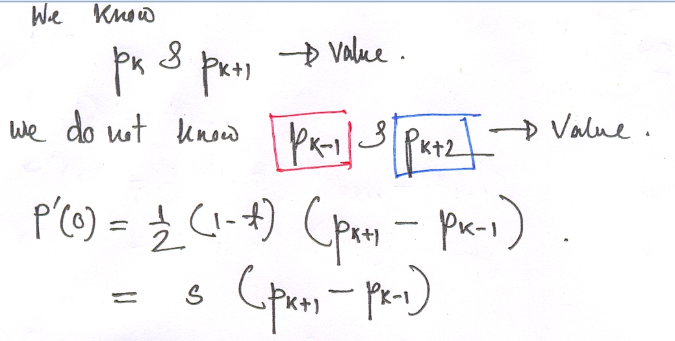 We know
pk & pk+1 → Value.
We do not know pk-1 & pk+2 → Value.
P'(0) = 1/2 (1-t) (pk+1 - pk-1).
= s (pk+1 - pk-1)